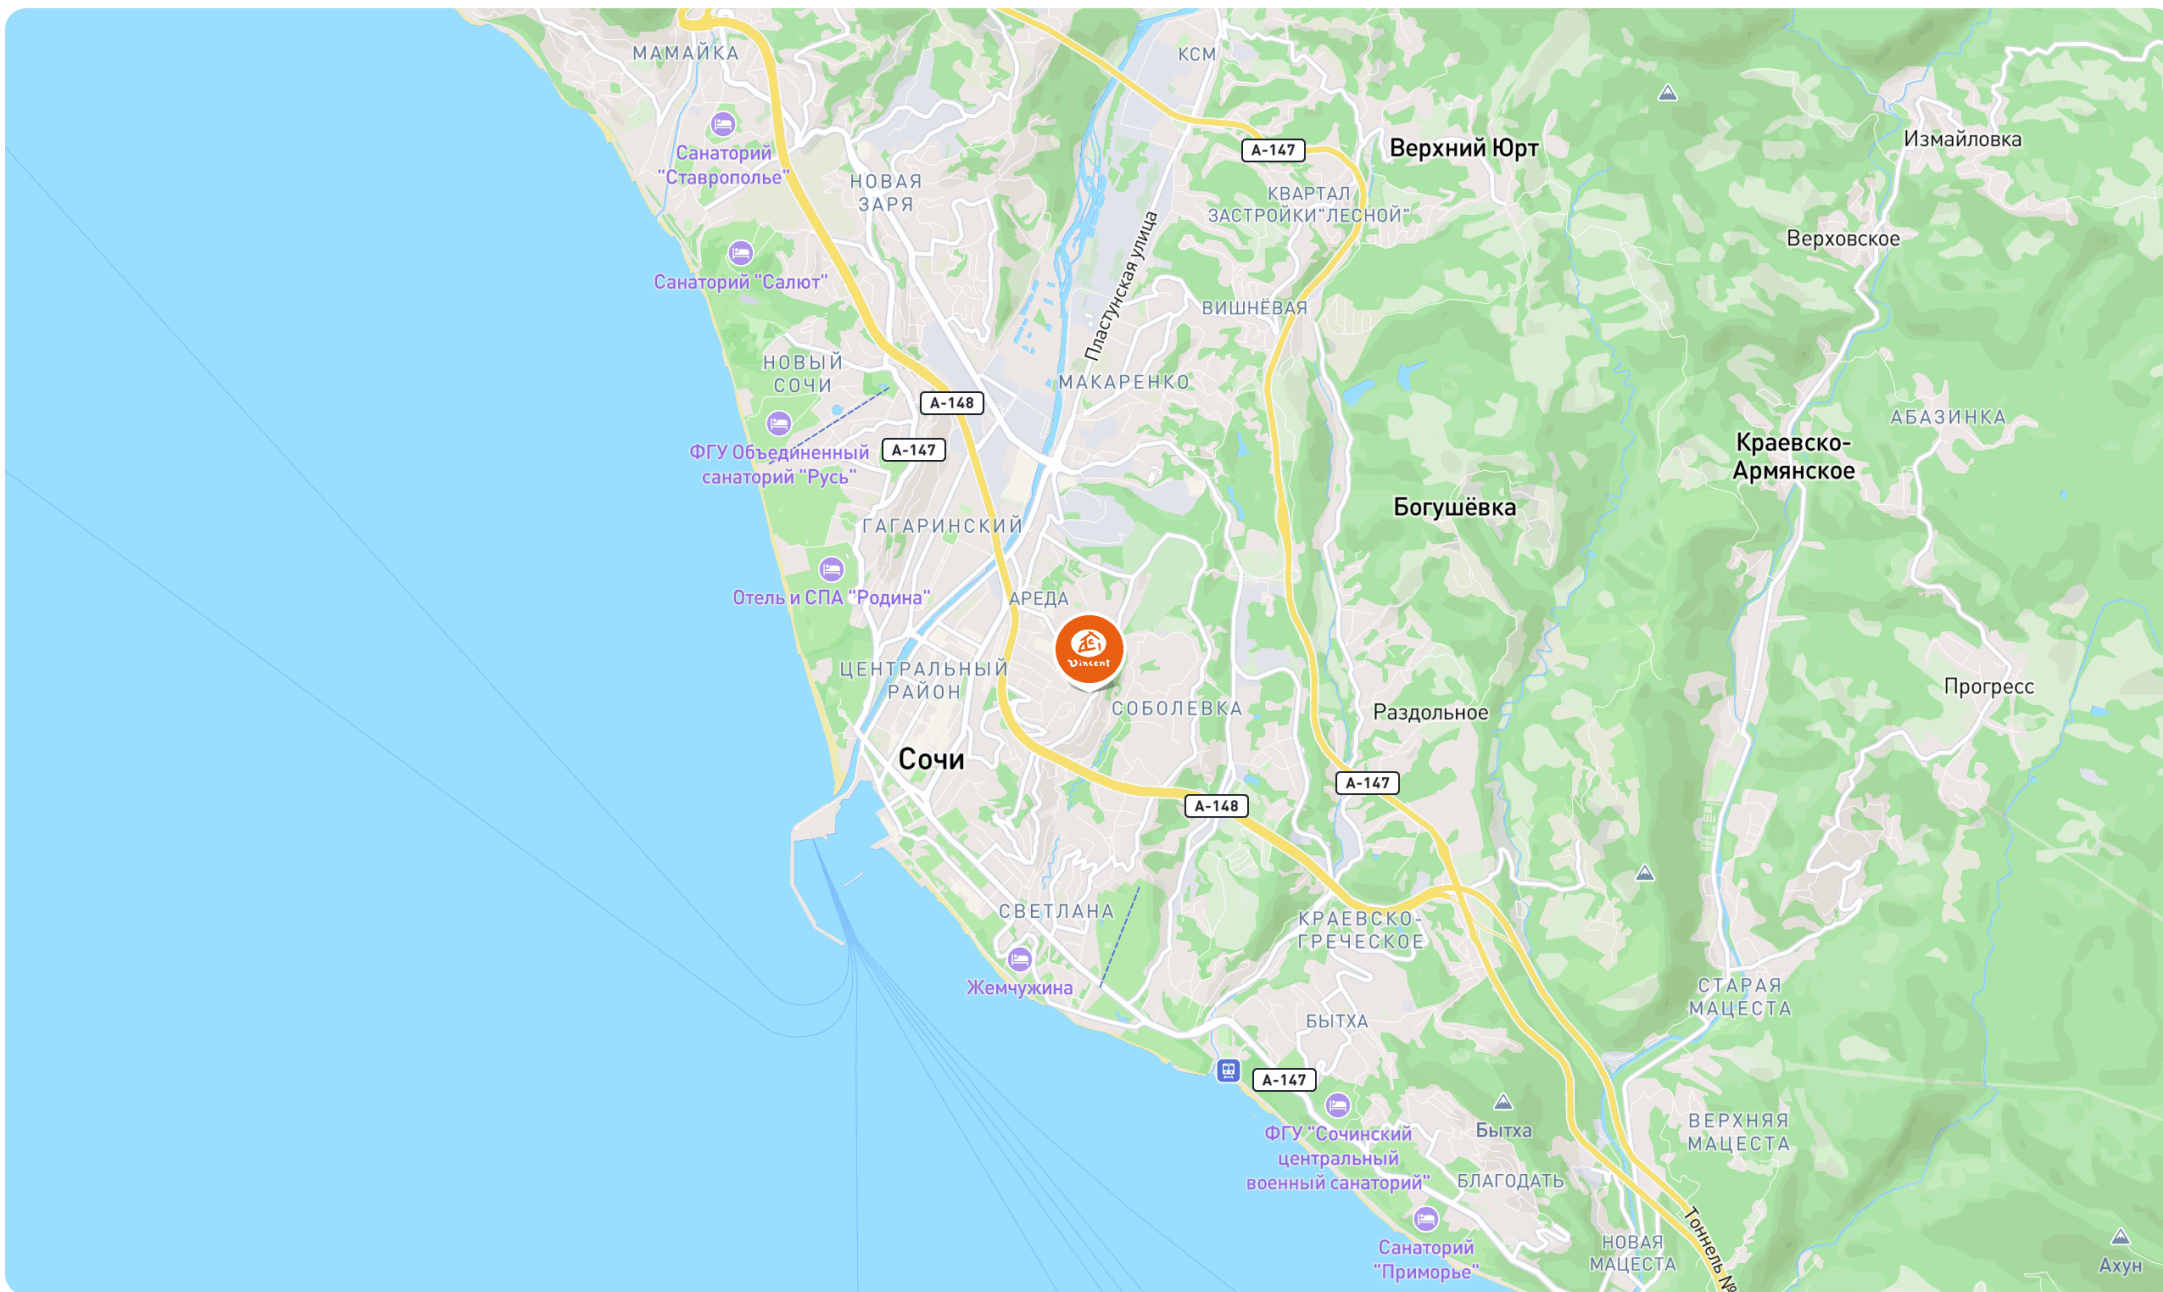 МАМАЙКА
КСМ
Санаторий
"Ставрополье"
А-147
Верхний Юрт
Измайловка
НОВАЯ
ЗАРЯ
КВАРТАЛ
ЗАСТРОЙКИ"ЛЕСНОЙ"
Пластунская улица
Верховское
Санаторий "Салют"
ВИШНЁВАЯ
НОВЫЙ
СОЧИ
МАКАРЕНКО
А-148
АБАЗИНКА
ФГУ Объединенный
санаторий "Русь"
А-147
Краевско-
Армянское
Богушёвка
ГАГАРИНСКИЙ
Отель и СПА "Родина"
АРЕДА
Vincent
ЦЕНТРАЛЬНЫЙ
РАЙОН
СОБОЛЕВКА
Раздольное
Прогресс
Сочи
А-148
А-147
СВЕТЛАНА
КРАЕВСКО-
ГРЕЧЕСКОЕ
Жемчужина
СТАРАЯ
МАЦЕСТА
БЫТХА
А-147
ФГУ "Сочинский
центральный
военный санаторий"
Бытха
ВЕРХНЯЯ
МАЦЕСТА
БЛАГОДАТЬ
Санаторий
"Приморье"
НОВАЯ
МАЦЕСТА
Тоннель №
Ахун